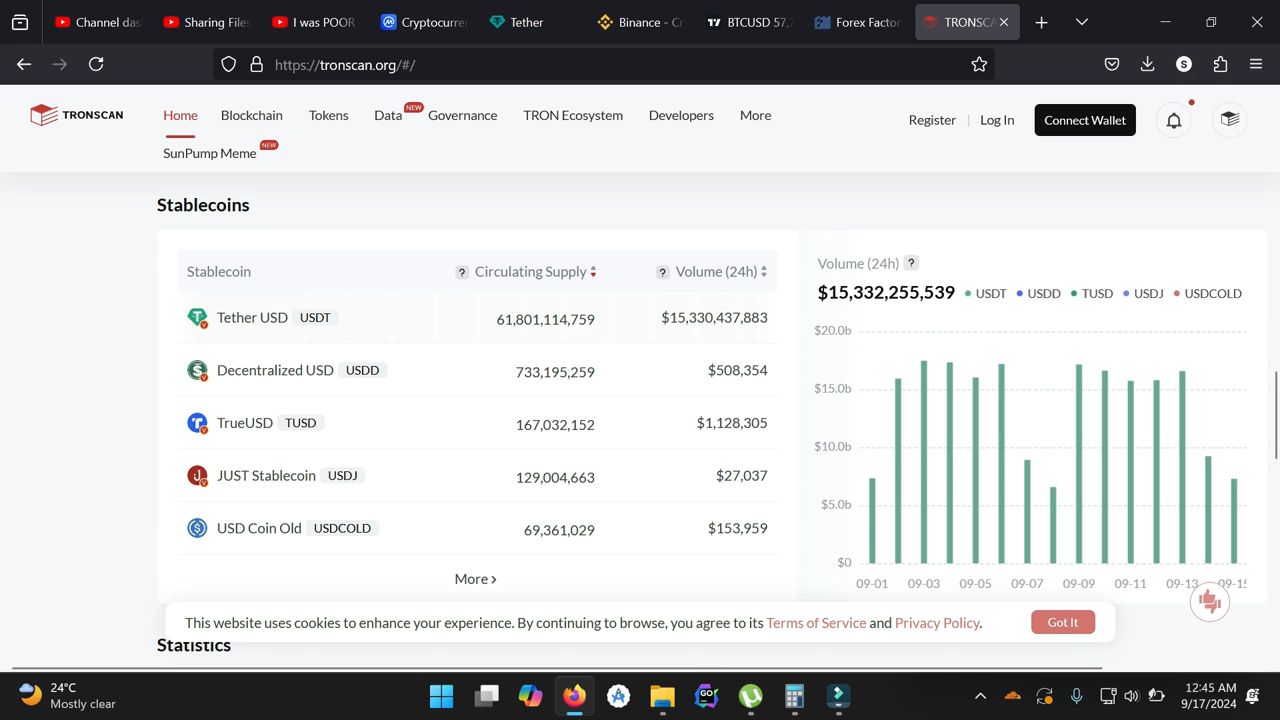 Channel das
Sharing Files
I was POOR
Cryptocurren
Tether
Binance - Cr
BTCUSD 57,7
Forex Factor
TRONSCA
https://tronscan.org/#/
S
TRONSCAN
Home
Blockchain
Tokens
Data
NEW
Governance
TRON Ecosystem
Developers
More
Register | Log In
Connect Wallet
SunPump Meme
NEW
Stablecoins
Stablecoin ? Circulating Supply ? Volume (24h)
Tether USD USDT 61,801,114,759 $15,330,437,883
Decentralized USD USDD 733,195,259 $508,354
TrueUSD TUSD 167,032,152 $1,128,305
JUST Stablecoin USDJ 129,004,663 $27,037
USD Coin Old USDCOLD 69,361,029 $153,959
More >
Volume (24h) ?
$15,332,255,539 USDT USDD TUSD USDJ USDCOLD
$20.0b
$15.0b
$10.0b
$5.0b
$0
09-01 09-03 09-05 09-07 09-09 09-11 09-13 09-15
This website uses cookies to enhance your experience. By continuing to browse, you agree to its Terms of Service and Privacy Policy.
Got It
Statistics
24°C
Mostly clear
GO
12:45 AM
9/17/2024